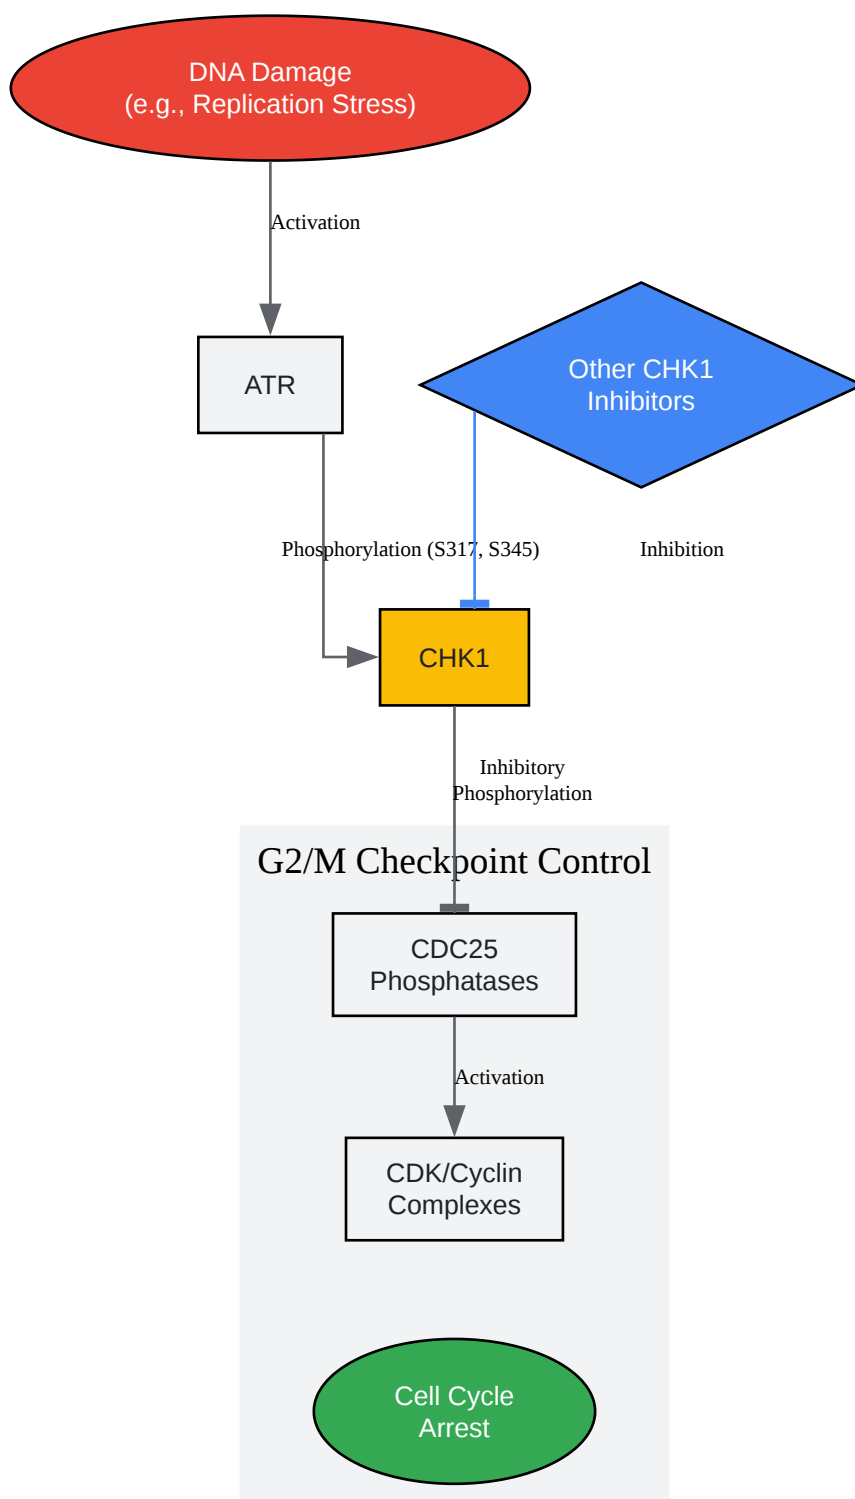 DNA Damage
(e.g., Replication Stress)
Activation
ATR
Other CHK1
Inhibitors
Phosphorylation (S317, S345)
Inhibition
CHK1
Inhibitory
Phosphorylation
G2/M Checkpoint Control
CDC25
Phosphatases
Activation
CDK/Cyclin
Complexes
Cell Cycle
Arrest